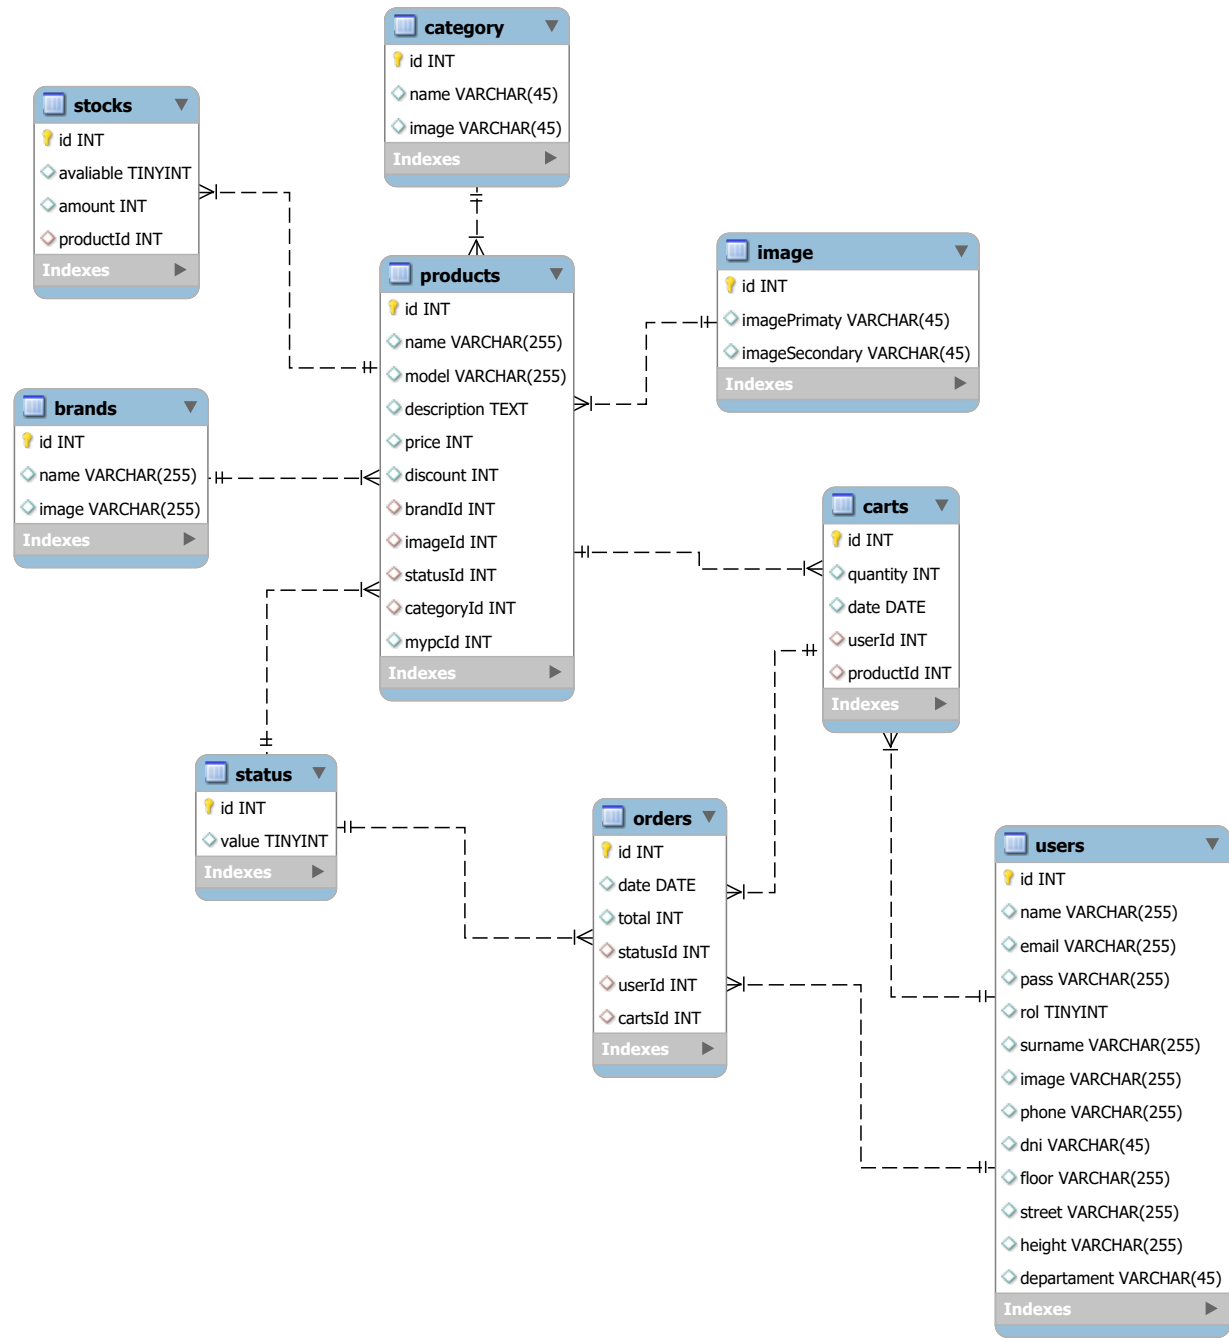 category
id INT
name VARCHAR(45)
image VARCHAR(45)
Indexes
stocks
id INT
avaliable TINYINT
amount INT
productId INT
Indexes
products
id INT
name VARCHAR(255)
model VARCHAR(255)
description TEXT
price INT
discount INT
brandId INT
imageId INT
statusId INT
categoryId INT
mypcId INT
Indexes
image
id INT
imagePrimaty VARCHAR(45)
imageSecondary VARCHAR(45)
Indexes
brands
id INT
name VARCHAR(255)
image VARCHAR(255)
Indexes
carts
id INT
quantity INT
date DATE
userId INT
productId INT
Indexes
status
id INT
value TINYINT
Indexes
orders
id INT
date DATE
total INT
statusId INT
userId INT
cartsId INT
Indexes
users
id INT
name VARCHAR(255)
email VARCHAR(255)
pass VARCHAR(255)
rol TINYINT
surname VARCHAR(255)
image VARCHAR(255)
phone VARCHAR(255)
dni VARCHAR(45)
floor VARCHAR(255)
street VARCHAR(255)
height VARCHAR(255)
departament VARCHAR(45)
Indexes